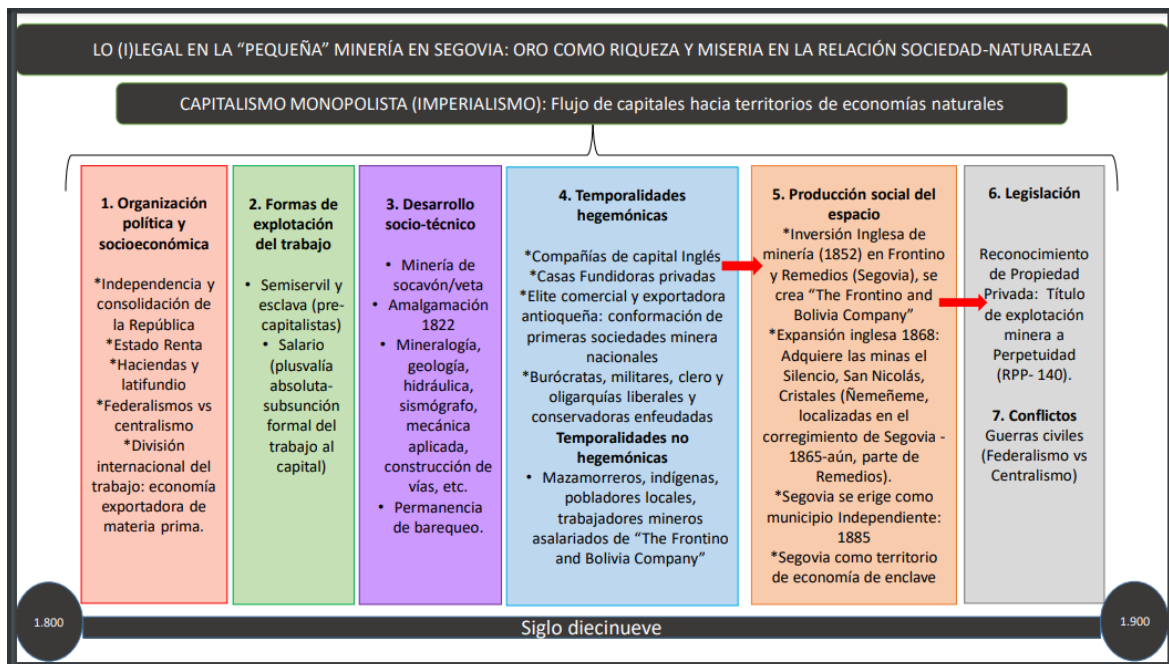 LO (I)LEGAL EN LA “PEQUEÑA” MINERÍA EN SEGOVIA: ORO COMO RIQUEZA Y MISERIA EN LA RELACIÓN SOCIEDAD-NATURALEZA
CAPITALISMO MONOPOLISTA (IMPERIALISMO): Flujo de capitales hacia territorios de economías naturales
1. Organización
política y
socioeconómica
*Independencia y
consolidación de
la República
*Estado Renta
*Haciendas y
latifundio
*Federalismos vs
centralismo
*División
internacional del
trabajo: economía
exportadora de
materia prima.
2. Formas de
explotación
del trabajo
• Semiservil y
esclava (pre-
capitalistas)
• Salario
(plusvalía
absoluta-
subsunción
formal del
trabajo al
capital)
3. Desarrollo
socio-técnico
• Minería de
socavón/veta
• Amalgamación
1822
• Mineralogía,
geología,
hidráulica,
sismógrafo,
mecánica
aplicada,
construcción de
vías, etc.
• Permanencia
de barequeo.
4. Temporalidades
hegemónicas
*Compañías de capital Inglés
*Casas Fundidoras privadas
*Elite comercial y exportadora
antioqueña: conformación de
primeras sociedades minera
nacionales
*Burócratas, militares, clero y
oligarquías liberales y
conservadoras enfeudadas
Temporalidades no
hegemónicas
• Mazamorreros, indígenas,
pobladores locales,
trabajadores mineros
asalariados de “The Frontino
and Bolivia Company”
5. Producción social del
espacio
*Inversión Inglesa de
minería (1852) en Frontino
y Remedios (Segovia), se
crea “The Frontino and
Bolivia Company”
*Expansión inglesa 1868:
Adquiere las minas el
Silencio, San Nicolás,
Cristales (Ñemeñeme,
localizadas en el
corregimiento de Segovia -
1865-aún, parte de
Remedios).
*Segovia se erige como
municipio Independiente:
1885
*Segovia como territorio
de economía de enclave
6. Legislación
Reconocimiento
de Propiedad
Privada: Título
de explotación
minera a
Perpetuidad
(RPP- 140).
7. Conflictos
Guerras civiles
(Federalismo vs
Centralismo)
1.800
Siglo diecinueve
1.900